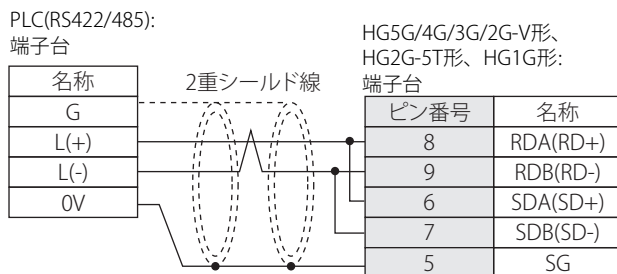 PLC(RS422/485):
端子台
名称
G
L(+)
L(-)
0V
2重シールド線
HG5G/4G/3G/2G-V形、
HG2G-5T形、HG1G形:
端子台
ピン番号 名称
8 RDA(RD+)
9 RDB(RD-)
6 SDA(SD+)
7 SDB(SD-)
5 SG